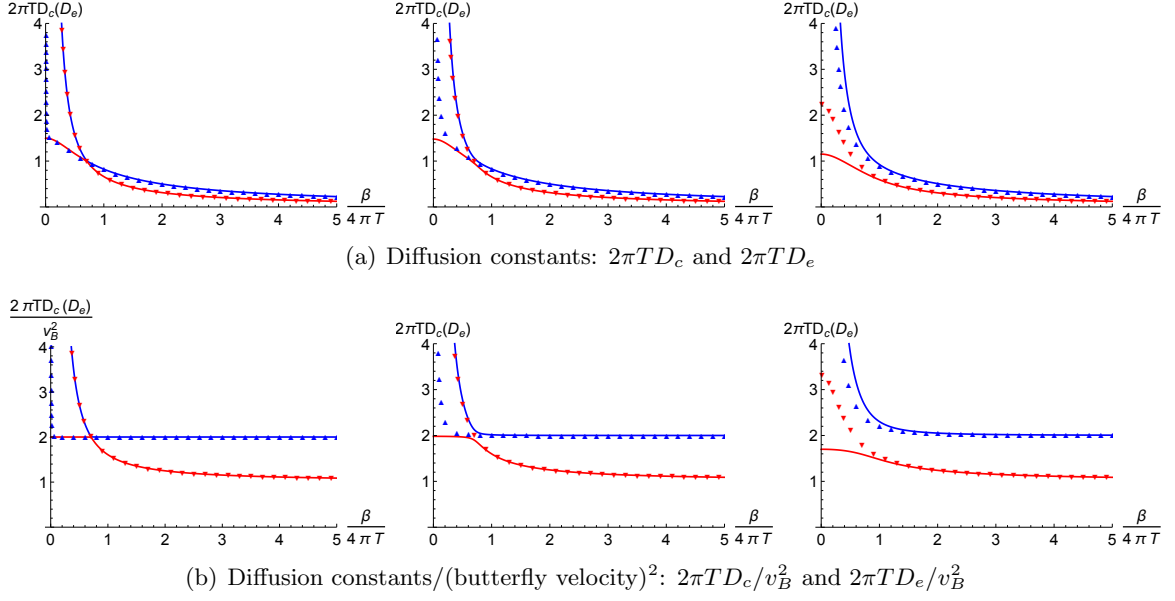 2πTD_c(D_e)
2πTD_c(D_e)
2πTD_c(D_e)
4
3
2
1
0
1
2
3
4
5
β
4πT
4
3
2
1
0
1
2
3
4
5
β
4πT
4
3
2
1
0
1
2
3
4
5
β
4πT
(a) Diffusion constants: 2πTD_c and 2πTD_e
2πTD_c(D_e)
v_B^2
2πTD_c(D_e)
2πTD_c(D_e)
4
3
2
1
0
1
2
3
4
5
β
4πT
4
3
2
1
0
1
2
3
4
5
β
4πT
4
3
2
1
0
1
2
3
4
5
β
4πT
(b) Diffusion constants/(butterfly velocity)²: 2πTD_c/v_B^2 and 2πTD_e/v_B^2